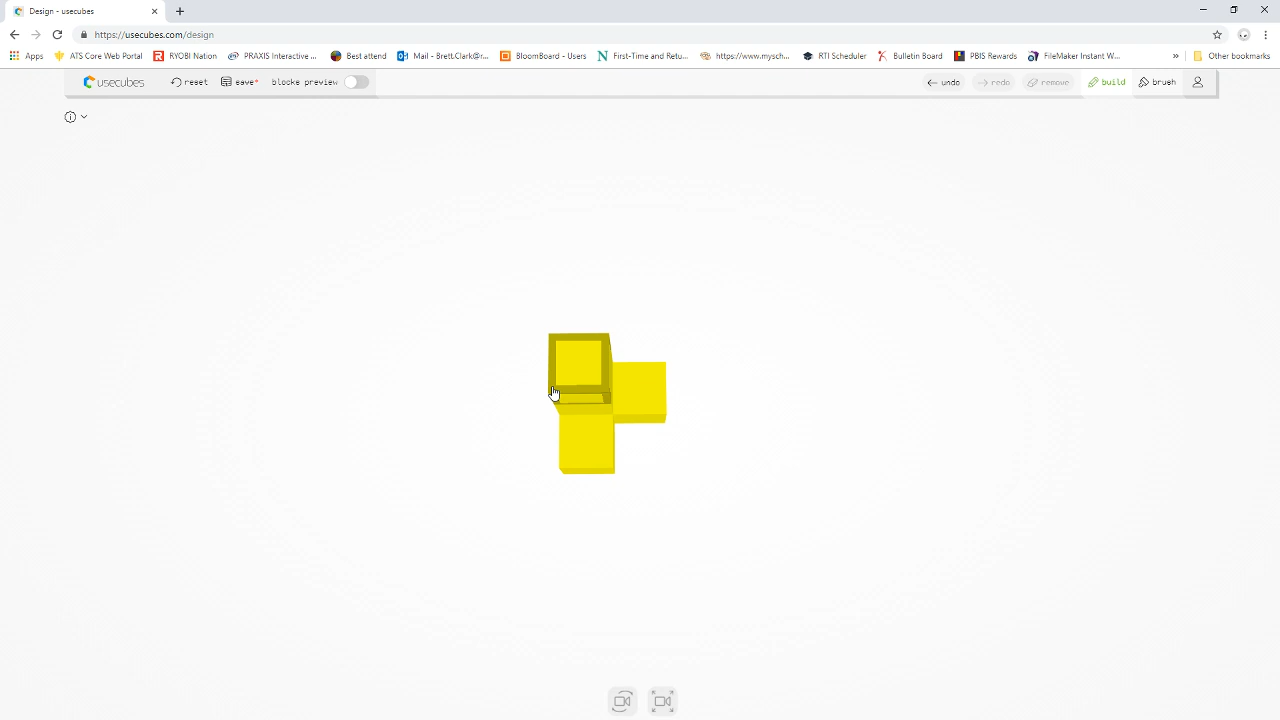 Design - usecubes
https://usecubes.com/design
Apps ATS Core Web Portal RYOBI Nation PRAXIS Interactive ... Best attend Mail - Brett.Clark@r... BloomBoard - Users First-Time and Retu... https://www.mysch... RTI Scheduler Bulletin Board PBIS Rewards FileMaker Instant W... » Other bookmarks
usecubes reset save* blocks preview undo redo remove build brush